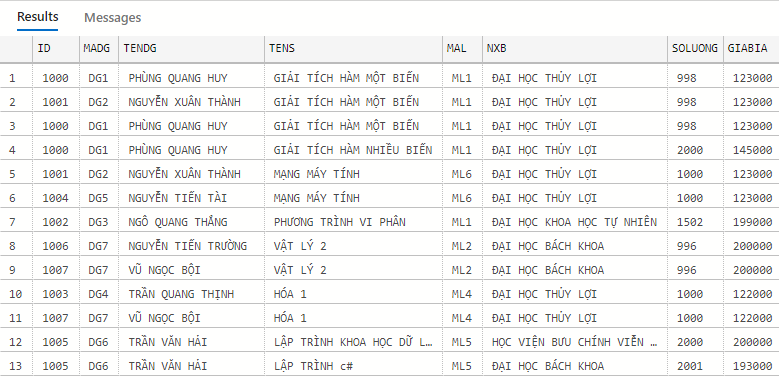 Results Messages
ID MADG TENDG TENS MAL NXB SOLUONG GIABIA
1 1000 DG1 PHÙNG QUANG HUY GIẢI TÍCH HÀM MỘT BIẾN ML1 ĐẠI HỌC THỦY LỢI 998 123000
2 1001 DG2 NGUYỄN XUÂN THÀNH GIẢI TÍCH HÀM MỘT BIẾN ML1 ĐẠI HỌC THỦY LỢI 998 123000
3 1000 DG1 PHÙNG QUANG HUY GIẢI TÍCH HÀM MỘT BIẾN ML1 ĐẠI HỌC THỦY LỢI 998 123000
4 1000 DG1 PHÙNG QUANG HUY GIẢI TÍCH HÀM NHIỀU BIẾN ML1 ĐẠI HỌC THỦY LỢI 2000 145000
5 1001 DG2 NGUYỄN XUÂN THÀNH MẠNG MÁY TÍNH ML6 ĐẠI HỌC THỦY LỢI 1000 123000
6 1004 DG5 NGUYỄN TIẾN TÀI MẠNG MÁY TÍNH ML6 ĐẠI HỌC THỦY LỢI 1000 123000
7 1002 DG3 NGÔ QUANG THẮNG PHƯƠNG TRÌNH VI PHÂN ML1 ĐẠI HỌC KHOA HỌC TỰ NHIÊN 1502 199000
8 1006 DG7 NGUYỄN TIẾN TRƯỜNG VẬT LÝ 2 ML2 ĐẠI HỌC BÁCH KHOA 996 200000
9 1007 DG7 VŨ NGỌC BỘI VẬT LÝ 2 ML2 ĐẠI HỌC BÁCH KHOA 996 200000
10 1003 DG4 TRẦN QUANG THỊNH HÓA 1 ML4 ĐẠI HỌC THỦY LỢI 1000 122000
11 1007 DG7 VŨ NGỌC BỘI HÓA 1 ML4 ĐẠI HỌC THỦY LỢI 1000 122000
12 1005 DG6 TRẦN VĂN HẢI LẬP TRÌNH KHOA HỌC DỮ L… ML5 HỌC VIỆN BƯU CHÍNH VIỄN … 2000 200000
13 1005 DG6 TRẦN VĂN HẢI LẬP TRÌNH c# ML5 ĐẠI HỌC BÁCH KHOA 2001 193000